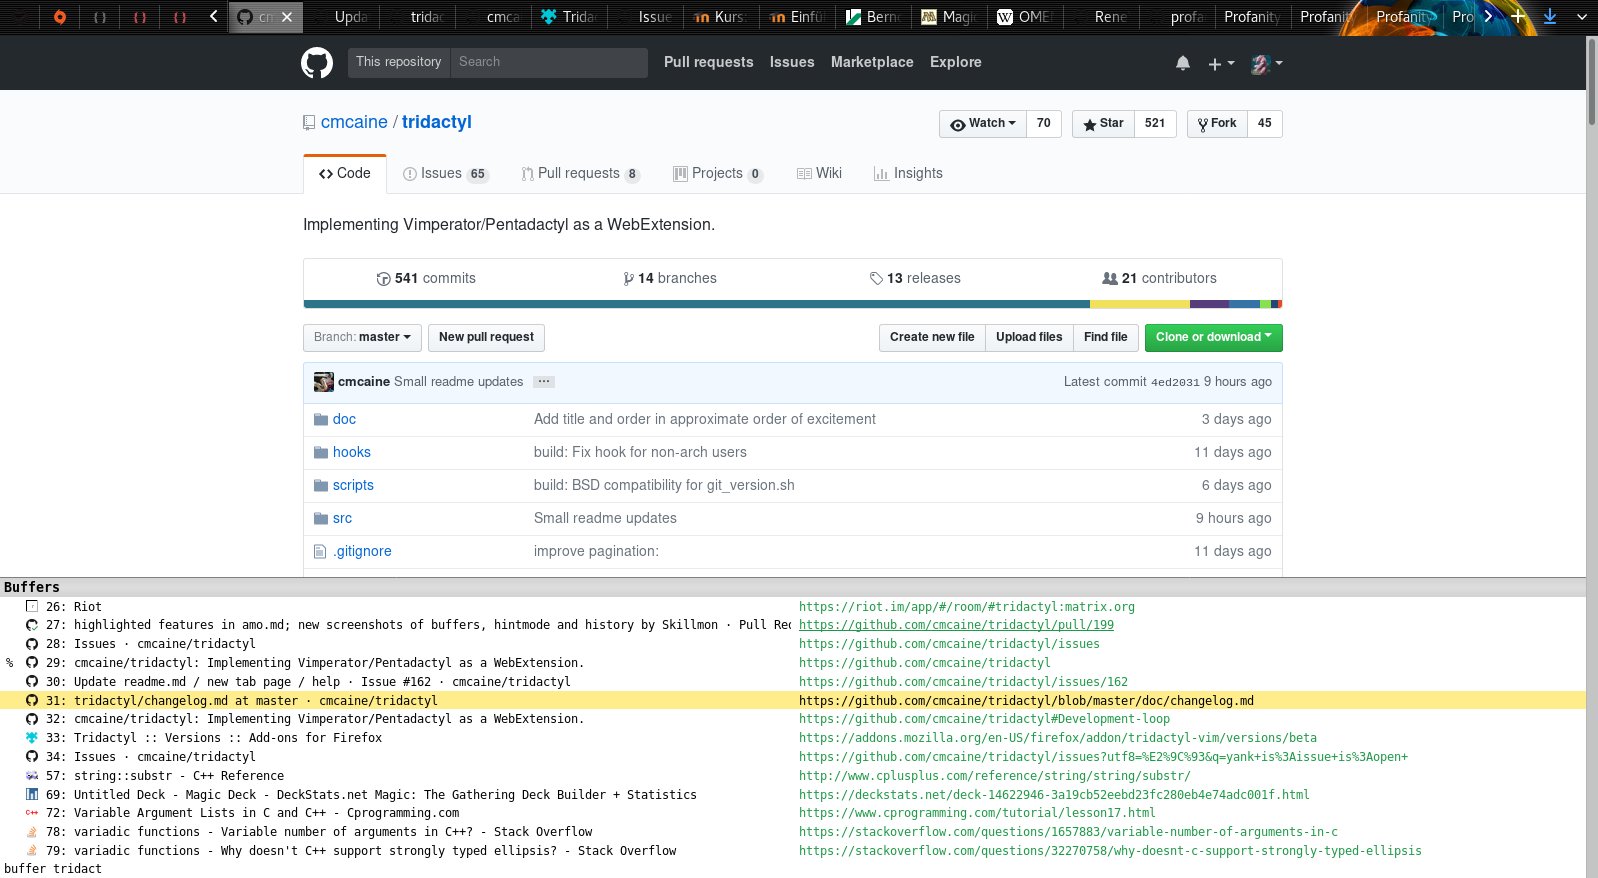 cm Upda tridac cmca Trida Issue Kurs: Einfü Bern Magi OME Rene profa Profanity Profanit Profanity Pro
This repository Search Pull requests Issues Marketplace Explore
cmcaine / tridactyl Watch 70 Star 521 Fork 45
Code Issues 65 Pull requests 8 Projects 0 Wiki Insights
Implementing Vimperator/Pentadactyl as a WebExtension.
541 commits 14 branches 13 releases 21 contributors
Branch: master New pull request Create new file Upload files Find file Clone or download
cmcaine Small readme updates ... Latest commit 4ed2031 9 hours ago
doc Add title and order in approximate order of excitement 3 days ago
hooks build: Fix hook for non-arch users 11 days ago
scripts build: BSD compatibility for git_version.sh 6 days ago
src Small readme updates 9 hours ago
.gitignore improve pagination: 11 days ago
Buffers
26: Riot https://riot.im/app/#/room/#tridactyl:matrix.org
27: highlighted features in amo.md; new screenshots of buffers, hintmode and history by Skillmon · Pull Req https://github.com/cmcaine/tridactyl/pull/199
28: Issues · cmcaine/tridactyl https://github.com/cmcaine/tridactyl/issues
% 29: cmcaine/tridactyl: Implementing Vimperator/Pentadactyl as a WebExtension. https://github.com/cmcaine/tridactyl
30: Update readme.md / new tab page / help · Issue #162 · cmcaine/tridactyl https://github.com/cmcaine/tridactyl/issues/162
31: tridactyl/changelog.md at master · cmcaine/tridactyl https://github.com/cmcaine/tridactyl/blob/master/doc/changelog.md
32: cmcaine/tridactyl: Implementing Vimperator/Pentadactyl as a WebExtension. https://github.com/cmcaine/tridactyl#Development-loop
33: Tridactyl :: Versions :: Add-ons for Firefox https://addons.mozilla.org/en-US/firefox/addon/tridactyl-vim/versions/beta
34: Issues · cmcaine/tridactyl https://github.com/cmcaine/tridactyl/issues?utf8=%E2%9C%93&q=yank+is%3Aissue+is%3Aopen+
57: string::substr - C++ Reference http://www.cplusplus.com/reference/string/string/substr/
69: Untitled Deck - Magic Deck - DeckStats.net Magic: The Gathering Deck Builder + Statistics https://deckstats.net/deck-14622946-3a19cb52eebd23fc280eb4e74adc001f.html
72: Variable Argument Lists in C and C++ - Cprogramming.com https://www.cprogramming.com/tutorial/lesson17.html
78: variadic functions - Variable number of arguments in C++? - Stack Overflow https://stackoverflow.com/questions/1657883/variable-number-of-arguments-in-c
79: variadic functions - Why doesn't C++ support strongly typed ellipsis? - Stack Overflow https://stackoverflow.com/questions/32270758/why-doesnt-c-support-strongly-typed-ellipsis
buffer tridact